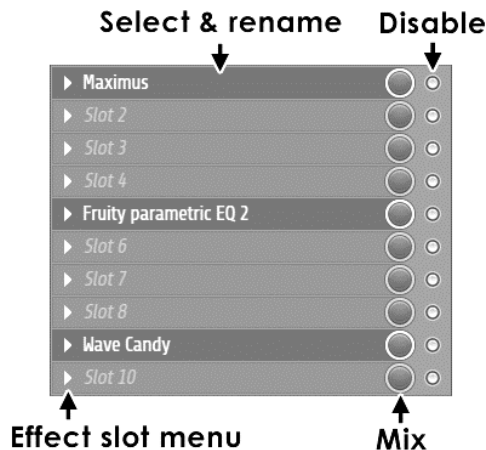 Select & rename Disable
Maximus
Slot 2
Slot 3
Slot 4
Fruity parametric EQ 2
Slot 6
Slot 7
Slot 8
Wave Candy
Slot 10
Effect slot menu Mix